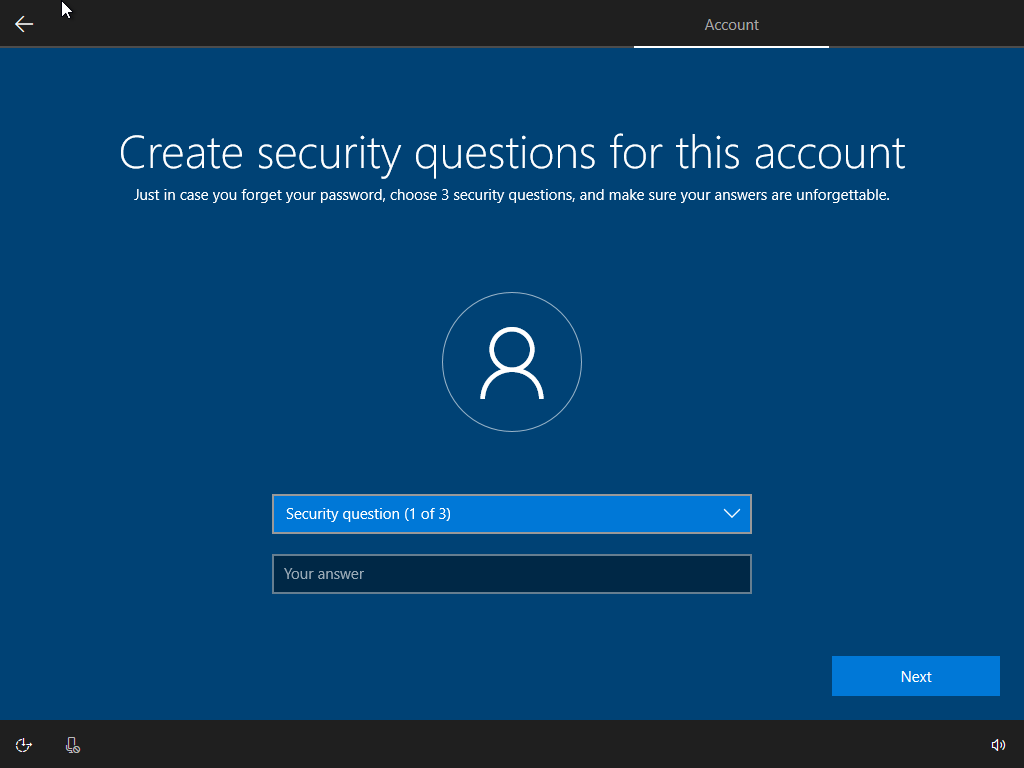 Account
Create security questions for this account
Just in case you forget your password, choose 3 security questions, and make sure your answers are unforgettable.
Security question (1 of 3)
Your answer
Next